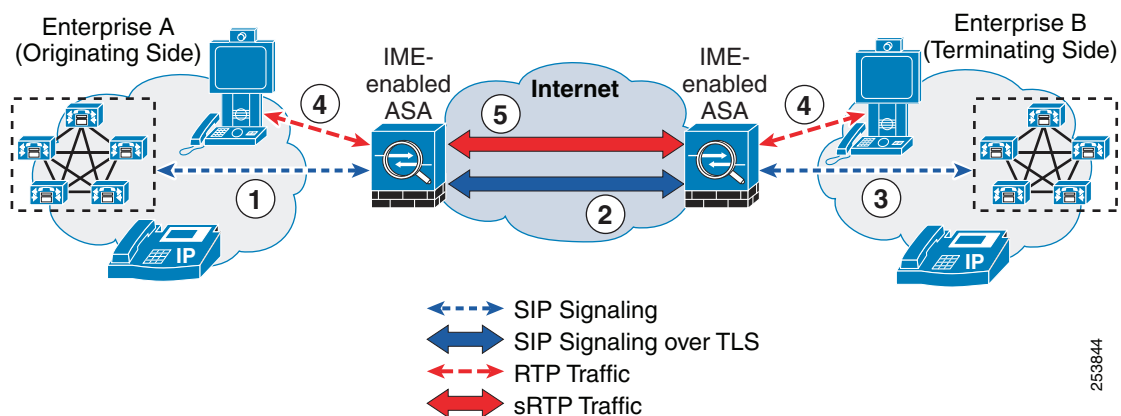 Enterprise A
(Originating Side)
IME-
enabled
ASA
Internet
IME-
enabled
ASA
Enterprise B
(Terminating Side)
4
5
4
1
2
3
IP
IP
SIP Signaling
SIP Signaling over TLS
RTP Traffic
sRTP Traffic
253844